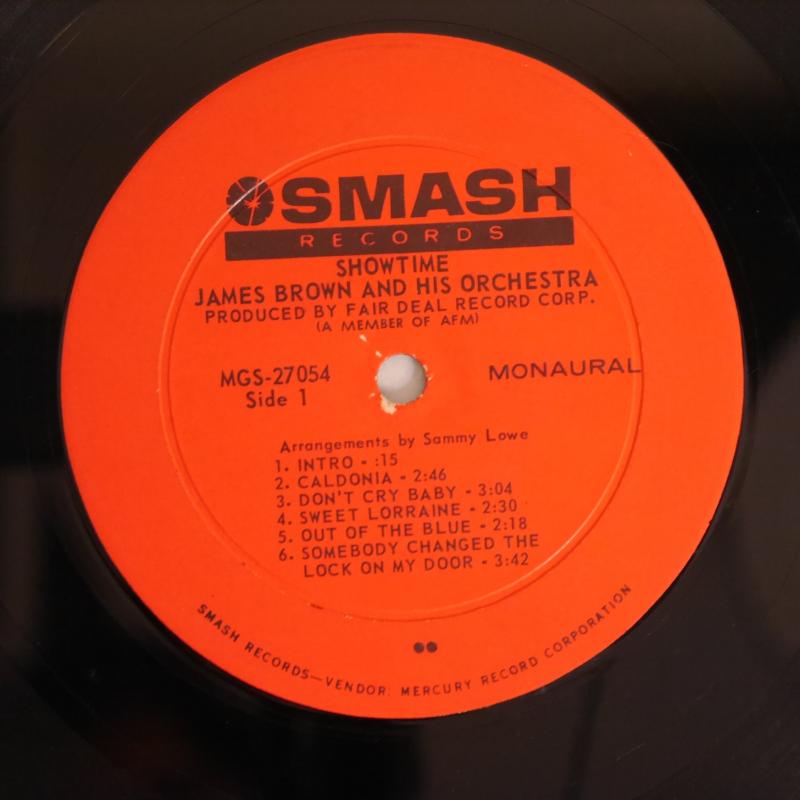 SMASH
RECORDS
SHOWTIME
JAMES BROWN AND HIS ORCHESTRA
PRODUCED BY FAIR DEAL RECORD CORP.
(A MEMBER OF AFM)
MGS-27054
Side 1
MONAURAL
Arrangements by Sammy Lowe
1. INTRO - :15
2. CALDONIA - 2:46
3. DON'T CRY BABY - 3:04
4. SWEET LORRAINE - 2:30
5. OUT OF THE BLUE - 2:18
6. SOMEBODY CHANGED THE
LOCK ON MY DOOR - 3:42
SMASH RECORDS—VENDOR: MERCURY RECORD CORPORATION